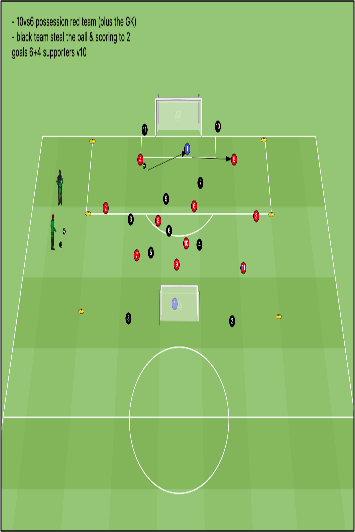 - 10vs6 possession red team (plus the GK)
- black team steal the ball & scoring to 2
goals 6+4 supporters v10